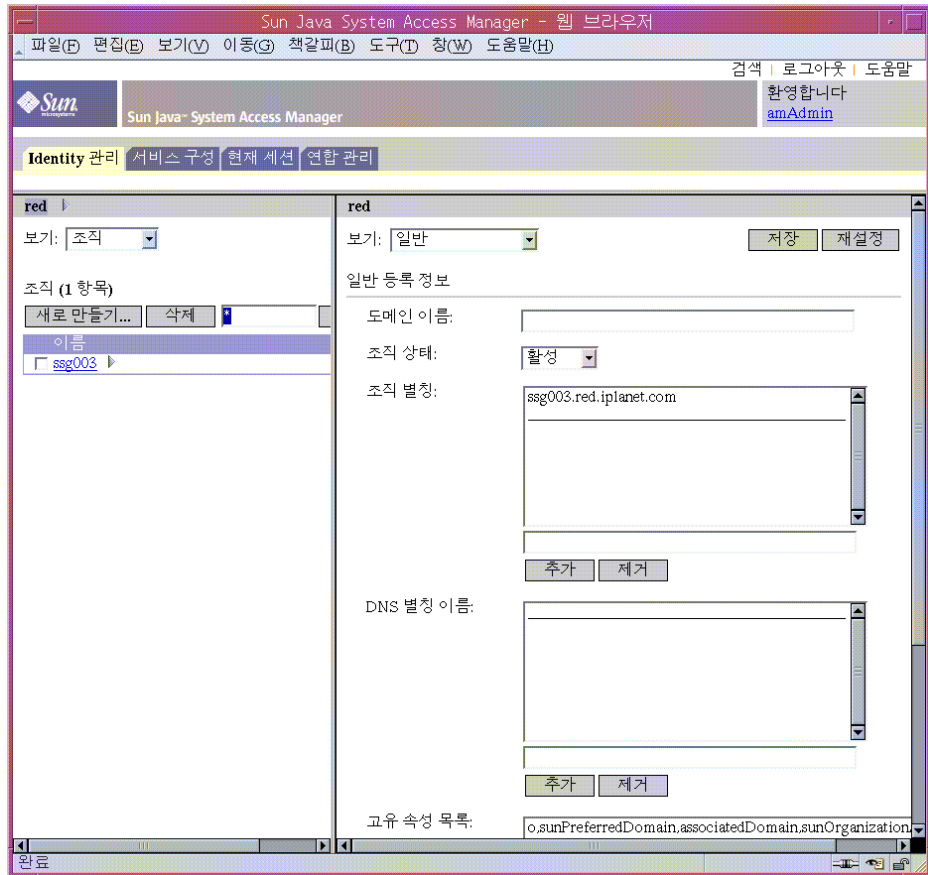 Sun Java System Access Manager - 웹 브라우저
파일(F) 편집(E) 보기(V) 이동(G) 책갈피(B) 도구(T) 창(W) 도움말(H)
검색 | 로그아웃 | 도움말
Sun
microsystems
Sun Java™ System Access Manager
환영합니다
amAdmin
Identity 관리 서비스 구성 현재 세션 연합 관리
red
보기: 조직
조직 (1 항목)
새로 만들기... 삭제 *
이름
ssg003
red
보기: 일반 저장 재설정
일반 등록 정보
도메인 이름:
조직 상태: 활성
조직 별칭: ssg003.red.iplanet.com
추가 제거
DNS 별칭 이름:
추가 제거
고유 속성 목록: o,sunPreferredDomain,associatedDomain,sunOrganization
완료